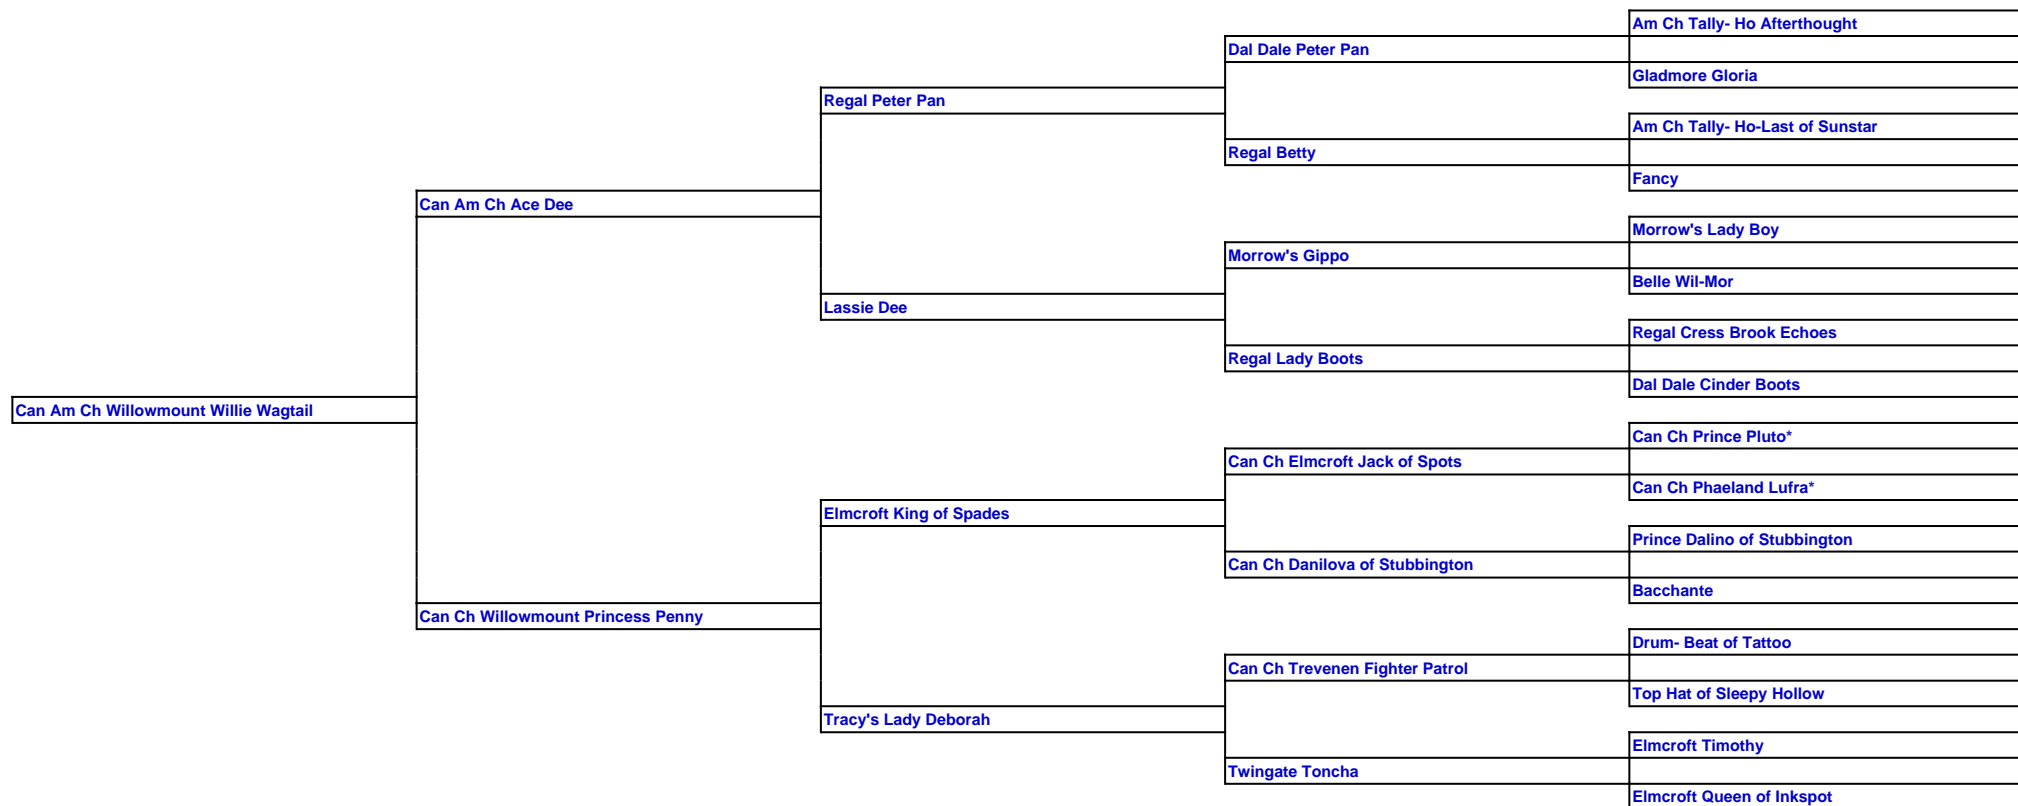 Am Ch Tally- Ho Afterthought
Dal Dale Peter Pan
Gladmore Gloria
Regal Peter Pan
Am Ch Tally- Ho-Last of Sunstar
Regal Betty
Fancy
Can Am Ch Ace Dee
Morrow's Lady Boy
Morrow's Gippo
Belle Wil-Mor
Lassie Dee
Regal Cress Brook Echoes
Regal Lady Boots
Dal Dale Cinder Boots
Can Am Ch Willowmount Willie Wagtail
Can Ch Prince Pluto*
Can Ch Elmcroft Jack of Spots
Can Ch Phaeland Lufra*
Elmcroft King of Spades
Prince Dalino of Stubbington
Can Ch Danilova of Stubbington
Bacchante
Can Ch Willowmount Princess Penny
Drum- Beat of Tattoo
Can Ch Trevenen Fighter Patrol
Top Hat of Sleepy Hollow
Tracy's Lady Deborah
Elmcroft Timothy
Twingate Toncha
Elmcroft Queen of Inkspot